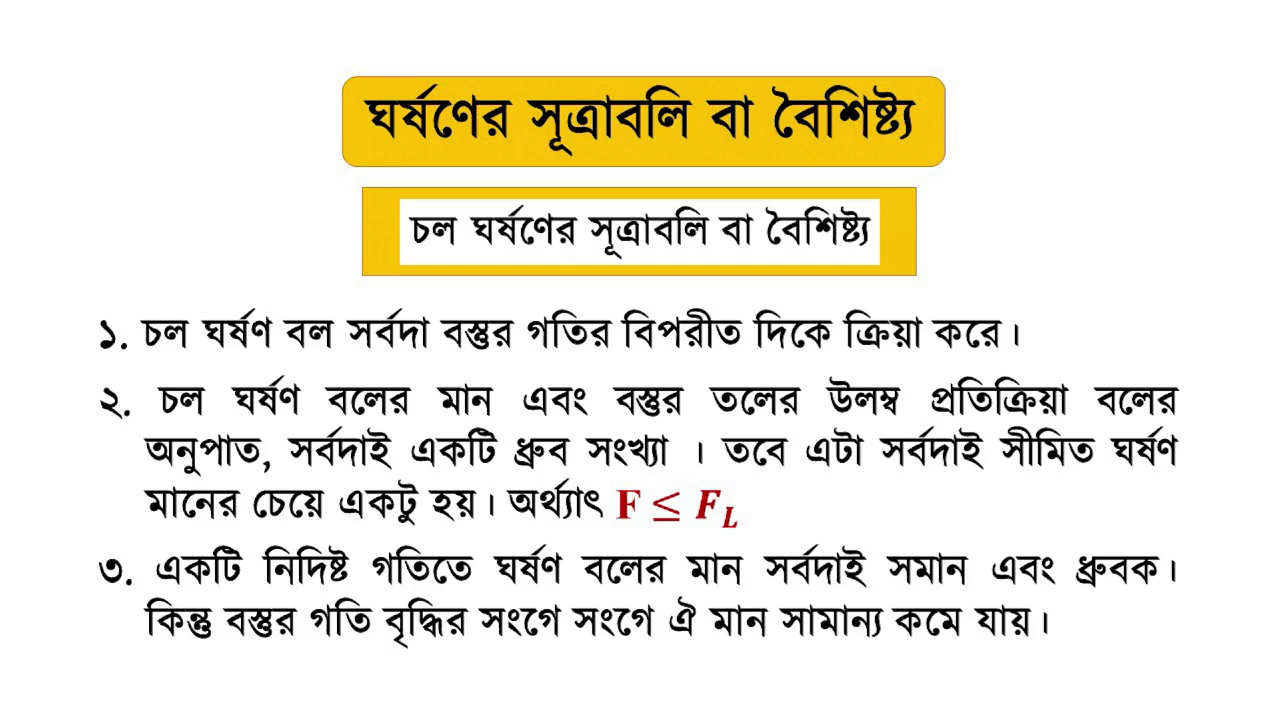 ঘর্ষণের সূত্রাবলি বা বৈশিষ্ট্য
চল ঘর্ষণের সূত্রাবলি বা বৈশিষ্ট্য
১. চল ঘর্ষণ বল সর্বদা বস্তুর গতির বিপরীত দিকে ক্রিয়া করে।
২. চল ঘর্ষণ বলের মান এবং বস্তুর তলের উলম্ব প্রতিক্রিয়া বলের
অনুপাত, সর্বদাই একটি ধ্রুব সংখ্যা । তবে এটা সর্বদাই সীমিত ঘর্ষণ
মানের চেয়ে একটু হয়। অর্থ্যাৎ F ≤ F_L
৩. একটি নিদিষ্ট গতিতে ঘর্ষণ বলের মান সর্বদাই সমান এবং ধ্রুবক।
কিন্তু বস্তুর গতি বৃদ্ধির সংগে সংগে ঐ মান সামান্য কমে যায়।